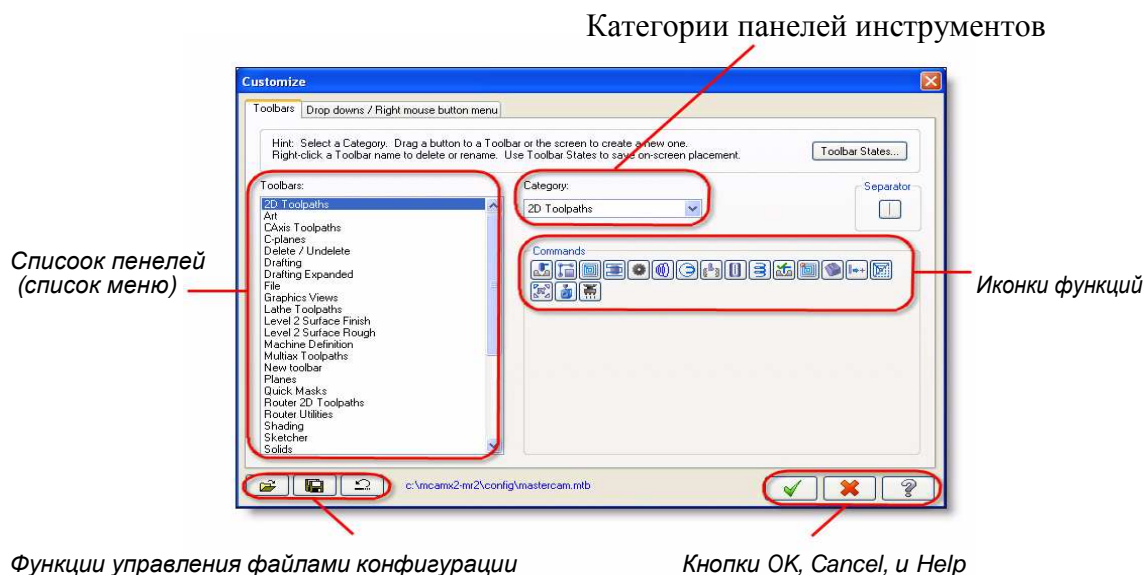 Категории панелей инструментов
Customize
Toolbars
Drop downs / Right mouse button menu
Hint: Select a Category. Drag a button to a Toolbar or the screen to create a new one.
Right-click a Toolbar name to delete or rename. Use Toolbar States to save on-screen placement.
Toolbar States...
Toolbars:
Category:
Separator
2D Toolpaths
2D Toolpaths
Art
CAxis Toolpaths
C-planes
Delete / Undelete
Drafting
Drafting Expanded
File
Graphics Views
Lathe Toolpaths
Level 2 Surface Finish
Level 2 Surface Rough
Machine Definition
Multiax Toolpaths
New toolbar
Planes
Quick Masks
Router 2D Toolpaths
Router Utilities
Shading
Sketcher
Solids
Commands
Списоок пенелей
(список меню)
Иконки функций
c:\mcamx2-mr2\config\mastercam.mtb
Функции управления файлами конфигурации
Кнопки OK, Cancel, и Help